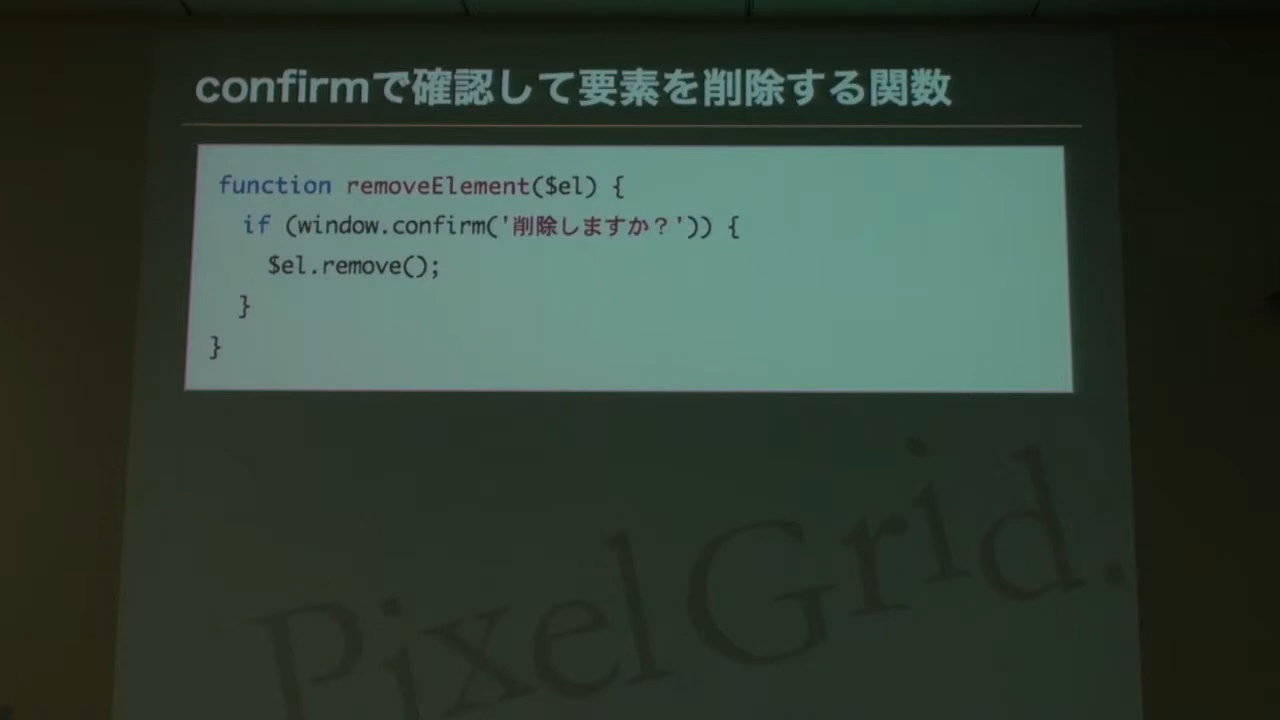 confirmで確認して要素を削除する関数
function removeElement($el) {
  if (window.confirm('削除しますか？')) {
    $el.remove();
  }
}
PixelGrid.